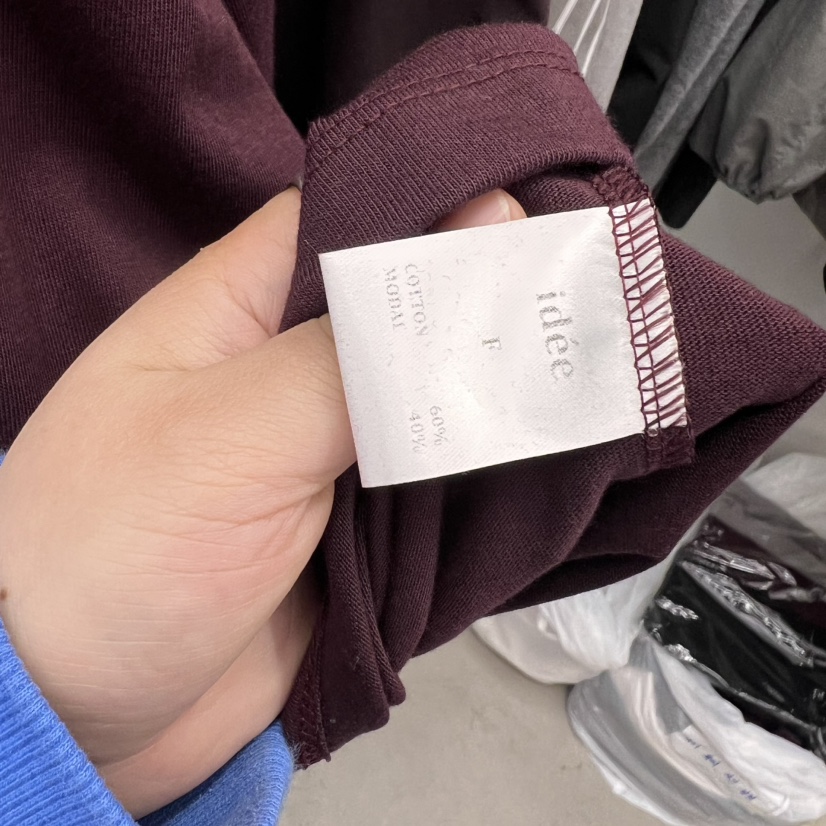 idée
F
COTTON 60%
MODAL 40%